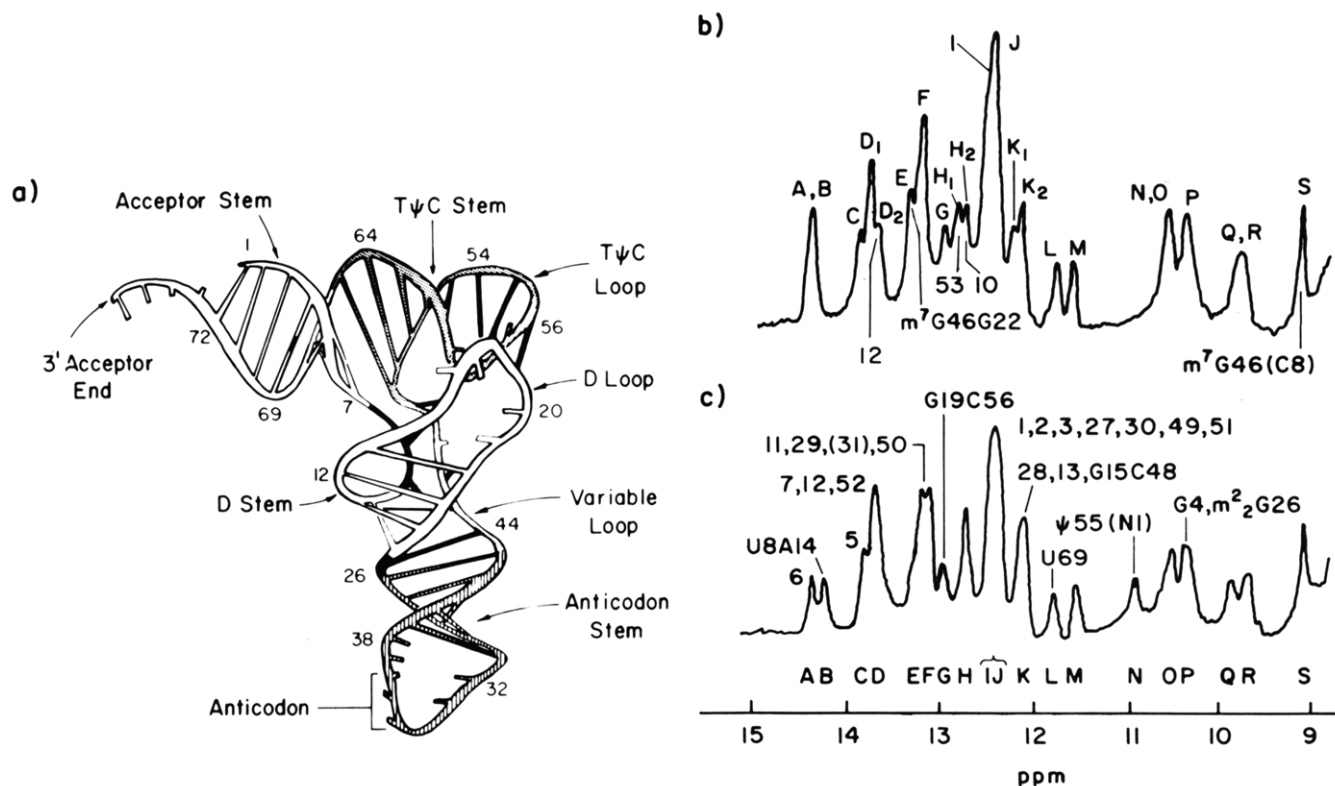 a)
Acceptor Stem
TψC Stem
64
54
1
TψC
Loop
56
72
3' Acceptor
End
D Loop
69
7
20
12
D Stem
Variable
Loop
44
26
Anticodon
Stem
38
Anticodon
32
b)
I
J
F
D₁
A,B
C
D₂
E
H₁
H₂
G
K₁
K₂
L
M
N,O
P
Q,R
S
53
10
12
m⁷G46G22
m⁷G46(C8)
c)
G19C56
1,2,3,27,30,49,51
11,29,(31),50
7,12,52
28,13,G15C48
G4,m²₂G26
U8A14
5
ψ55(N1)
6
U69
A B C D E F G H I J K L M N O P Q R S
15 14 13 12 11 10 9
ppm